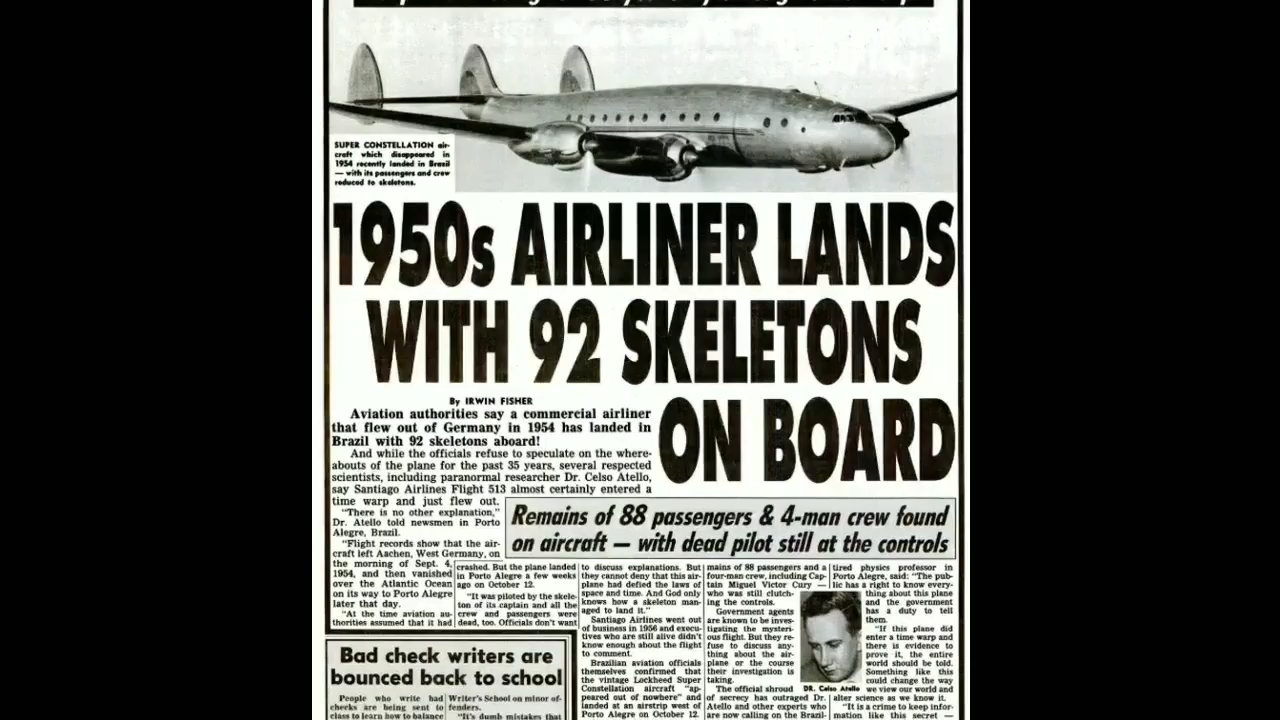 SUPER CONSTELLATION air-
craft which disappeared in
1954 recently landed in Brazil
— with its passengers and crew
reduced to skeletons.
1950s AIRLINER LANDS
WITH 92 SKELETONS
ON BOARD
By IRWIN FISHER
Aviation authorities say a commercial airliner
that flew out of Germany in 1954 has landed in
Brazil with 92 skeletons aboard!
And while the officials refuse to speculate on the where-
abouts of the plane for the past 35 years, several respected
scientists, including paranormal researcher Dr. Celso Atello,
say Santiago Airlines Flight 513 almost certainly entered a
time warp and just flew out.
"There is no other explanation,"
Dr. Atello told newsmen in Porto
Alegre, Brazil.
"Flight records show that the air-
craft left Aachen, West Germany, on
the morning of Sept. 4,
1954, and then vanished
over the Atlantic Ocean
on its way to Porto Alegre
later that day.
"At the time aviation au-
thorities assumed that it had
Remains of 88 passengers & 4-man crew found
on aircraft — with dead pilot still at the controls
crashed. But the plane landed
in Porto Alegre a few weeks
ago on October 12.
"It was piloted by the skele-
ton of its captain and all the
crew and passengers were
dead, too. Officials don't want
to discuss explanations. But
they cannot deny that this air-
plane had defied the laws of
space and time. And God only
knows how a skeleton man-
aged to land it."
Santiago Airlines went out
of business in 1956 and execu-
tives who are still alive didn't
know enough about the flight
to comment.
Brazilian aviation officials
themselves confirmed that
the vintage Lockheed Super
Constellation aircraft "ap-
peared out of nowhere" and
landed at an airstrip west of
Porto Alegre on October 12.
mains of 88 passengers and a
four-man crew, including Cap-
tain Miguel Victor Cury —
who was still clutch-
ing the controls.
Government agents
are known to be inves-
tigating the mysteri-
ous flight. But they re-
fuse to discuss any-
thing about the air-
plane or the course
their investigation is
taking.
The official shroud
of secrecy has outraged Dr.
Atello and other experts who
are now calling on the Brazil-
tired physics professor in
Porto Alegre, said: "The pub-
lic has a right to know every-
thing about this plane
and the government
has a duty to tell
them.
"If this plane did
enter a time warp and
there is evidence to
prove it, the entire
world should be told.
Something like this
could change the way
we view our world and
alter science as we know it.
"It is a crime to keep infor-
mation like this secret —
DR. Celso Atello
Bad check writers are
bounced back to school
People who write bad
checks are being sent to
class to learn how to balance
Writer's School on minor of-
fenders.
"It's dumb mistakes that